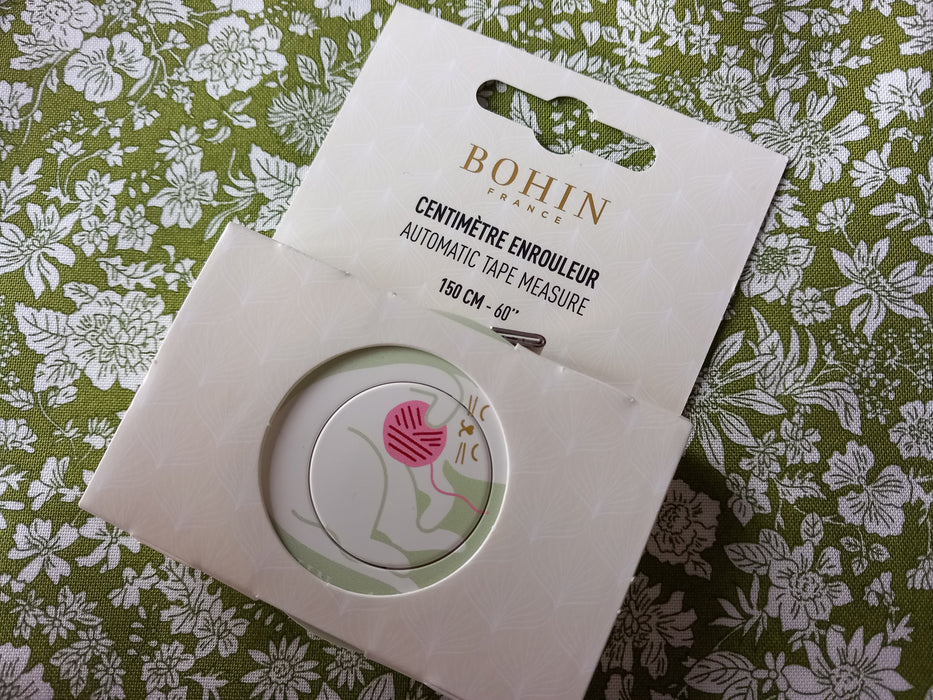 BOHIN
FRANCE
CENTIMÈTRE ENROULEUR
AUTOMATIC TAPE MEASURE
150 CM - 60"